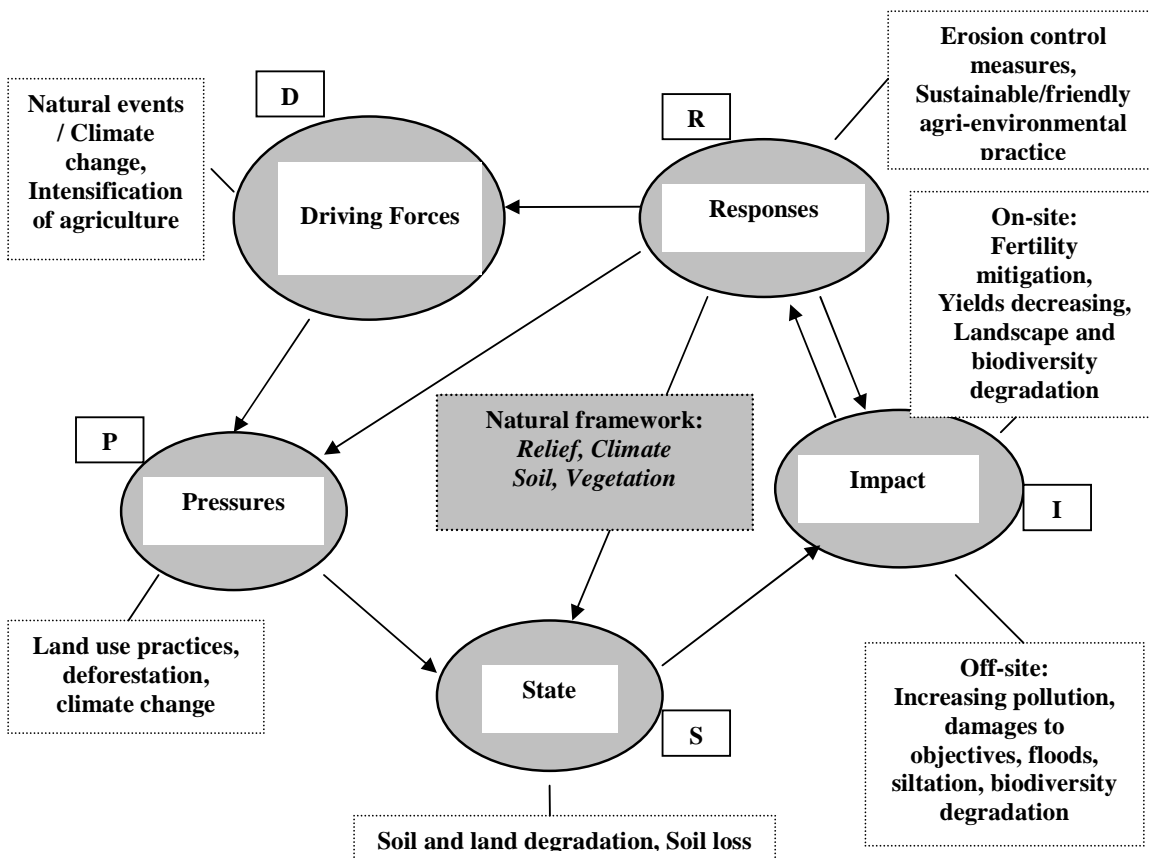 D
Natural events
/ Climate
change,
Intensification
of agriculture
Driving Forces
R
Responses
Erosion control
measures,
Sustainable/friendly
agri-environmental
practice
On-site:
Fertility
mitigation,
Yields decreasing,
Landscape and
biodiversity
degradation
P
Pressures
Natural framework:
Relief, Climate
Soil, Vegetation
Impact
I
Land use practices,
deforestation,
climate change
State
S
Off-site:
Increasing pollution,
damages to
objectives, floods,
siltation, biodiversity
degradation
Soil and land degradation, Soil loss